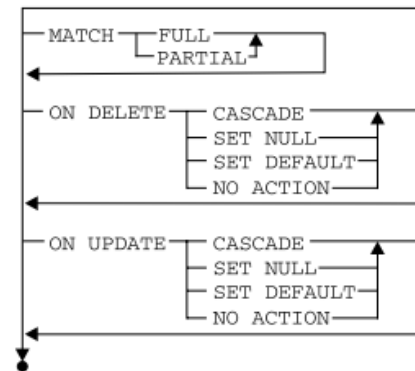 MATCH FULL
PARTIAL
ON DELETE CASCADE
SET NULL
SET DEFAULT
NO ACTION
ON UPDATE CASCADE
SET NULL
SET DEFAULT
NO ACTION